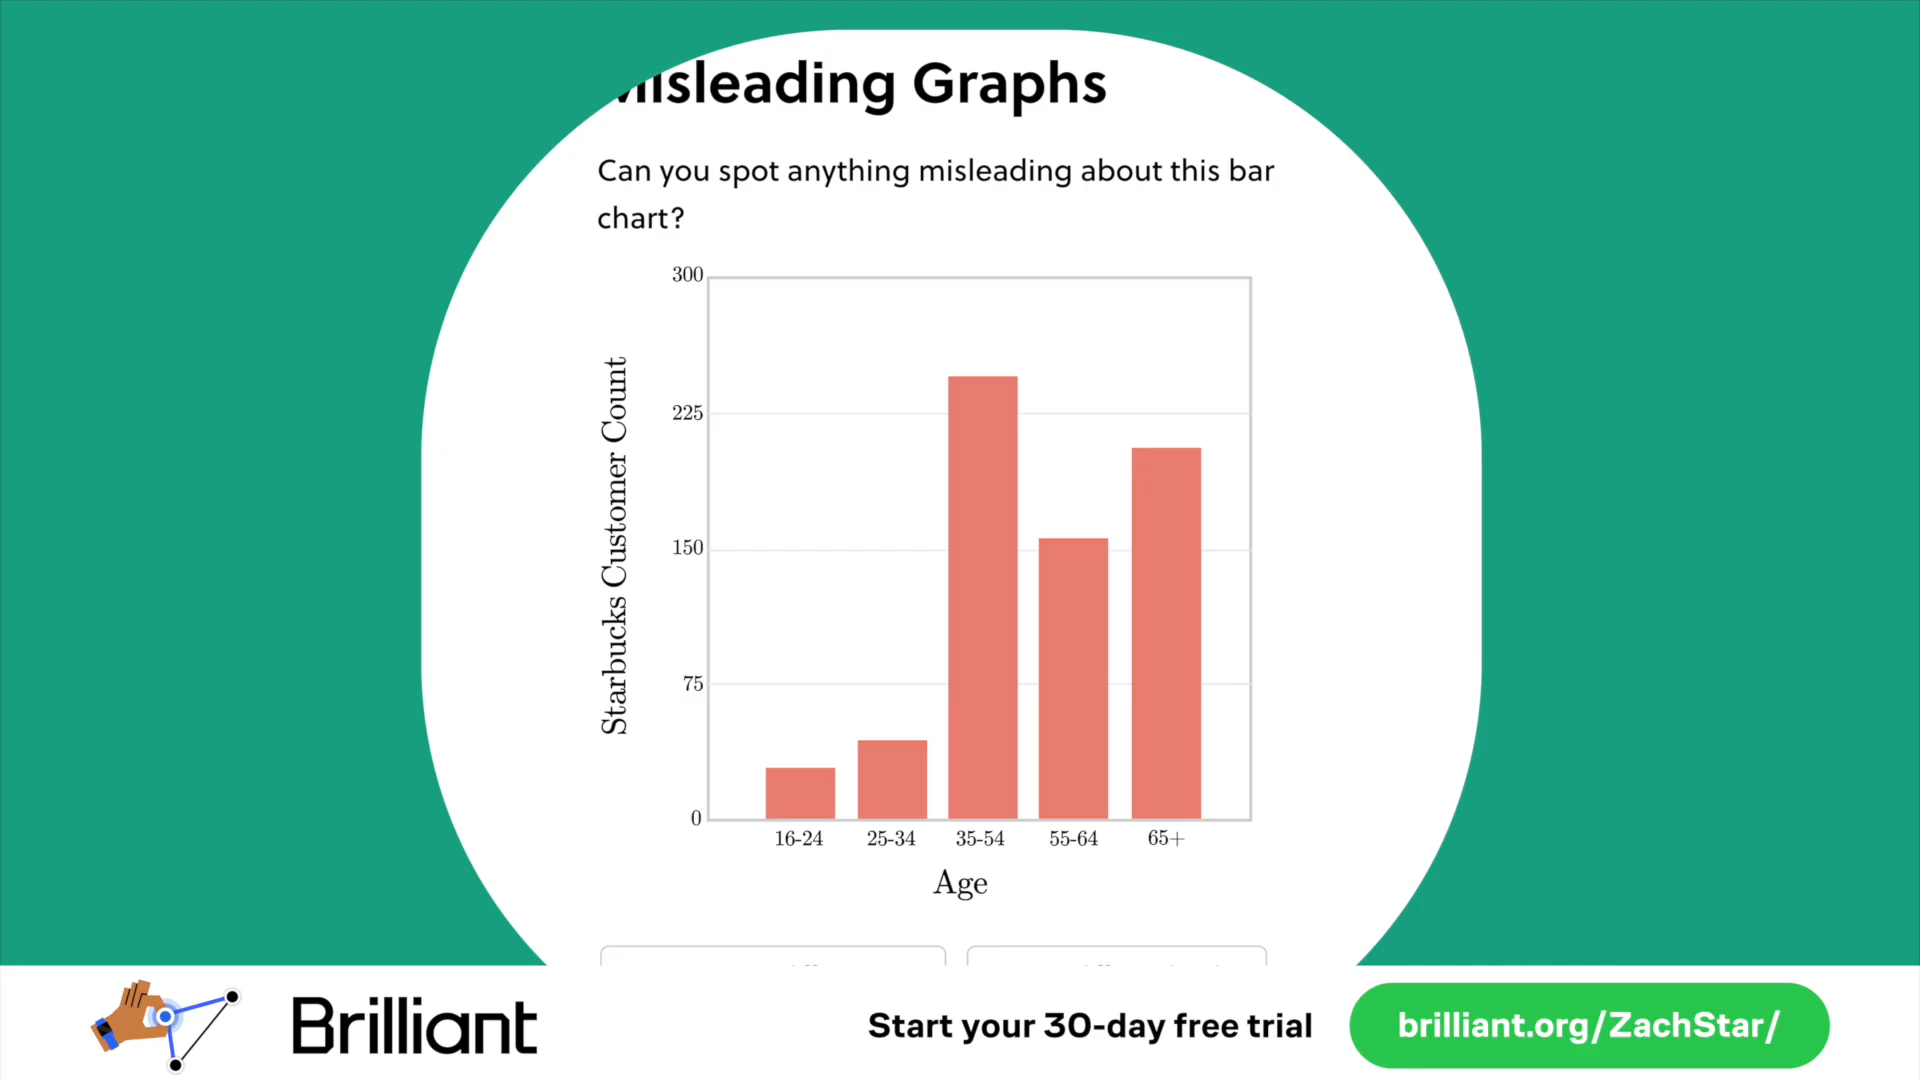 Misleading Graphs
Can you spot anything misleading about this bar
chart?
300
225
150
75
0
Starbucks Customer Count
16-24 25-34 35-54 55-64 65+
Age
Brilliant
Start your 30-day free trial
brilliant.org/ZachStar/